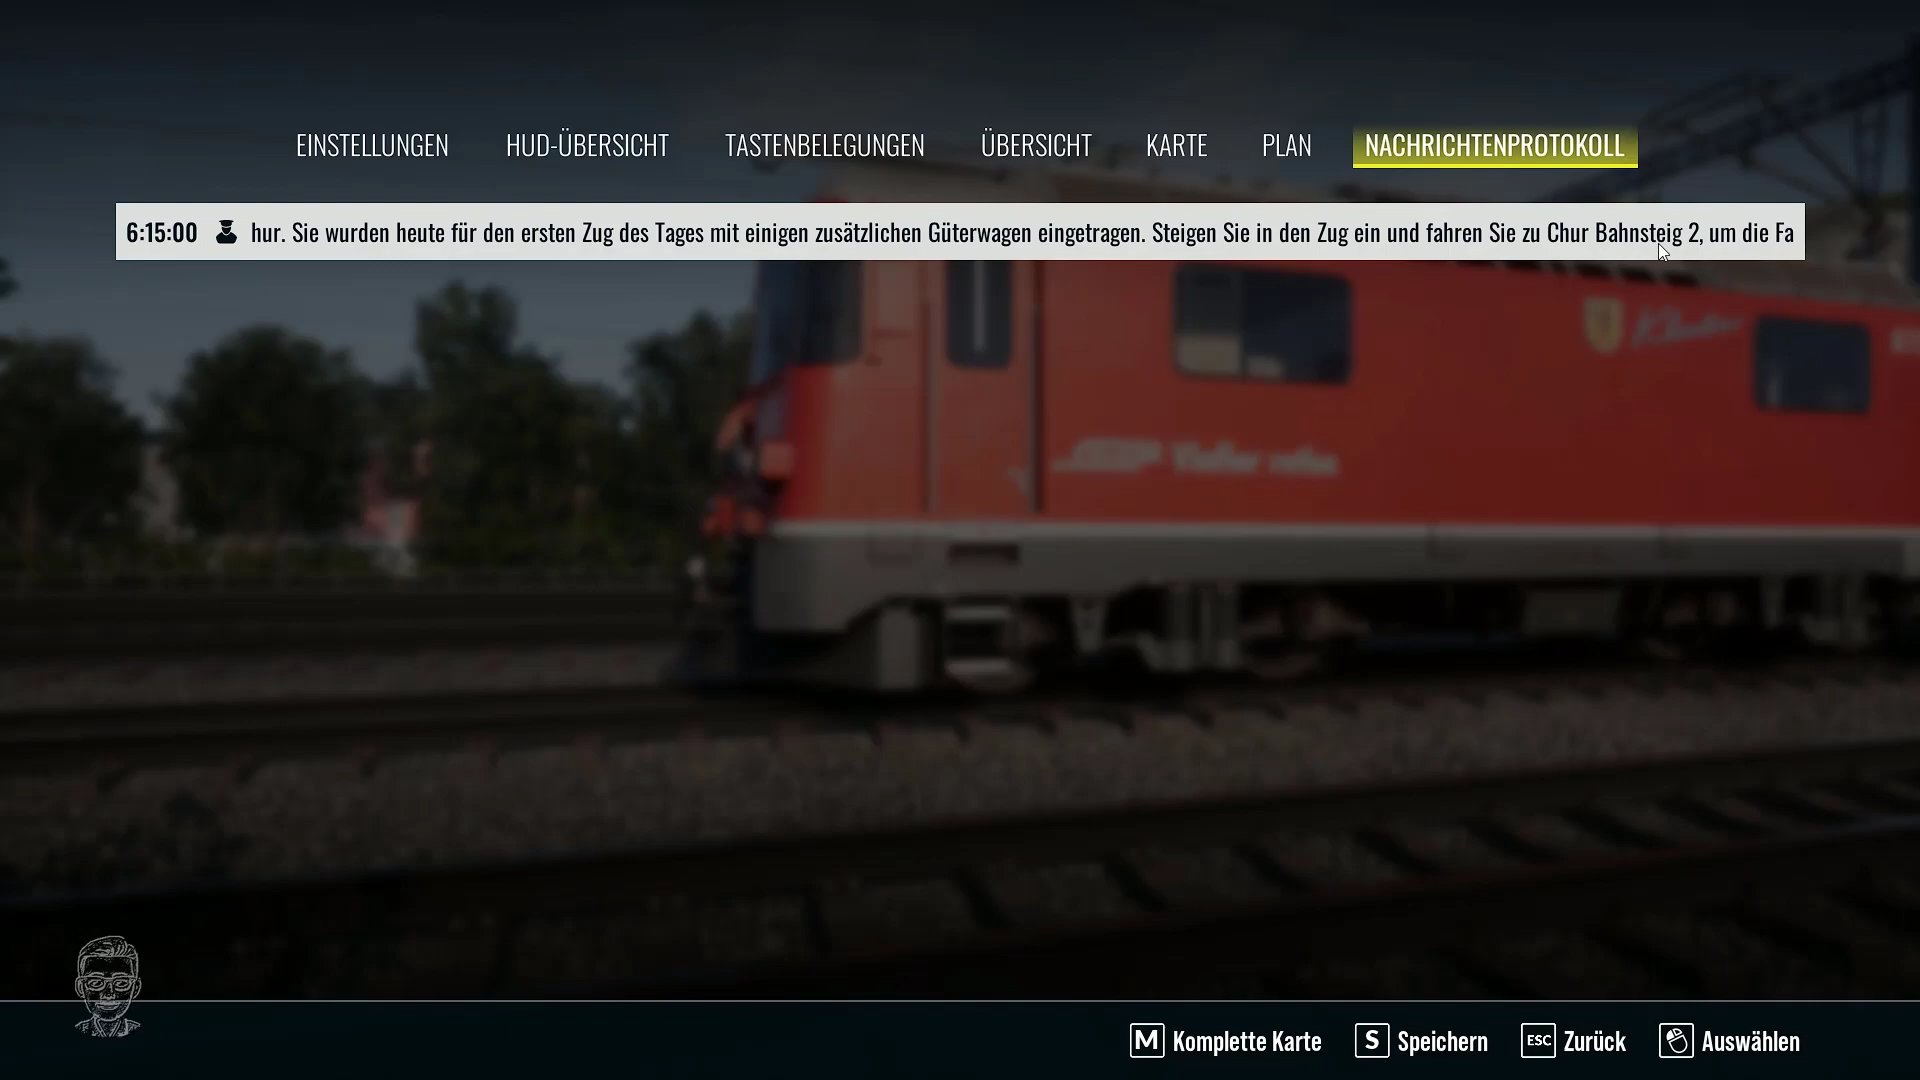 EINSTELLUNGEN HUD-ÜBERSICHT TASTENBELEGUNGEN ÜBERSICHT KARTE PLAN NACHRICHTENPROTOKOLL
6:15:00 hur. Sie wurden heute für den ersten Zug des Tages mit einigen zusätzlichen Güterwagen eingetragen. Steigen Sie in den Zug ein und fahren Sie zu Chur Bahnsteig 2, um die Fa
M Komplette Karte S Speichern ESC Zurück Auswählen